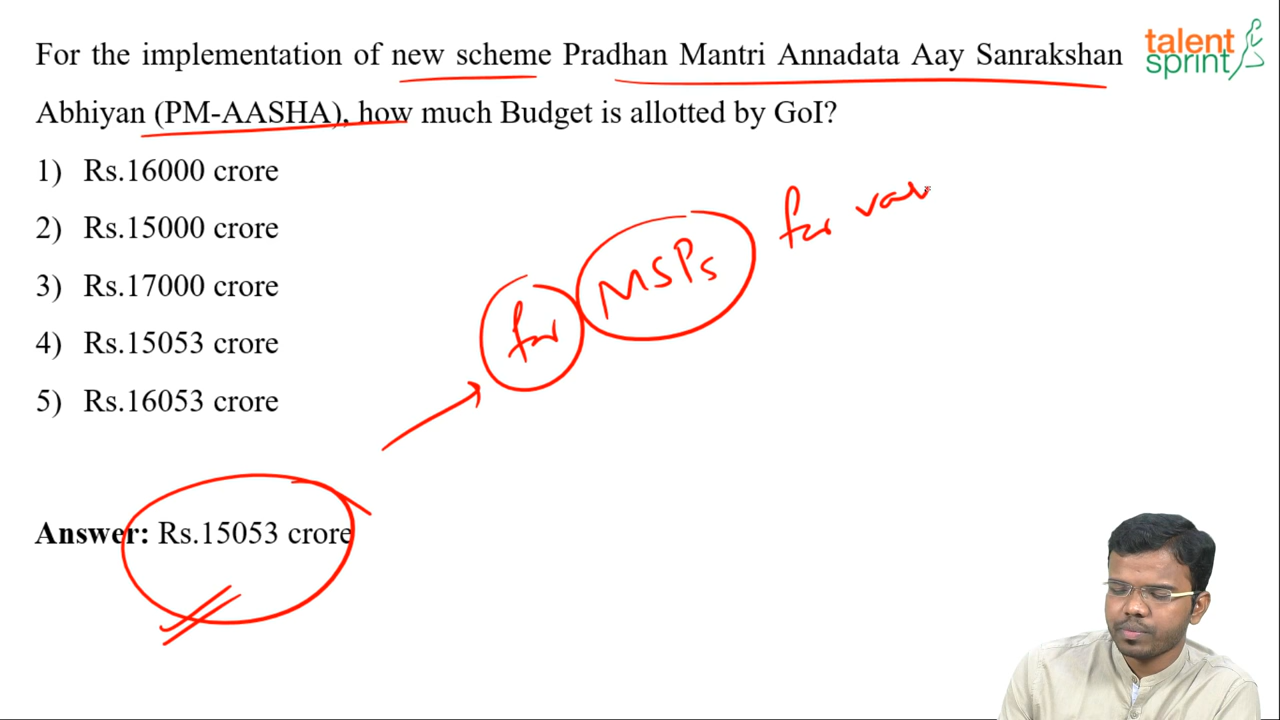 For the implementation of new scheme Pradhan Mantri Annadata Aay Sanrakshan
Abhiyan (PM-AASHA), how much Budget is allotted by GoI?
talent
sprint
1) Rs.16000 crore
2) Rs.15000 crore
3) Rs.17000 crore
4) Rs.15053 crore
5) Rs.16053 crore
for MSPs for var
Answer: Rs.15053 crore